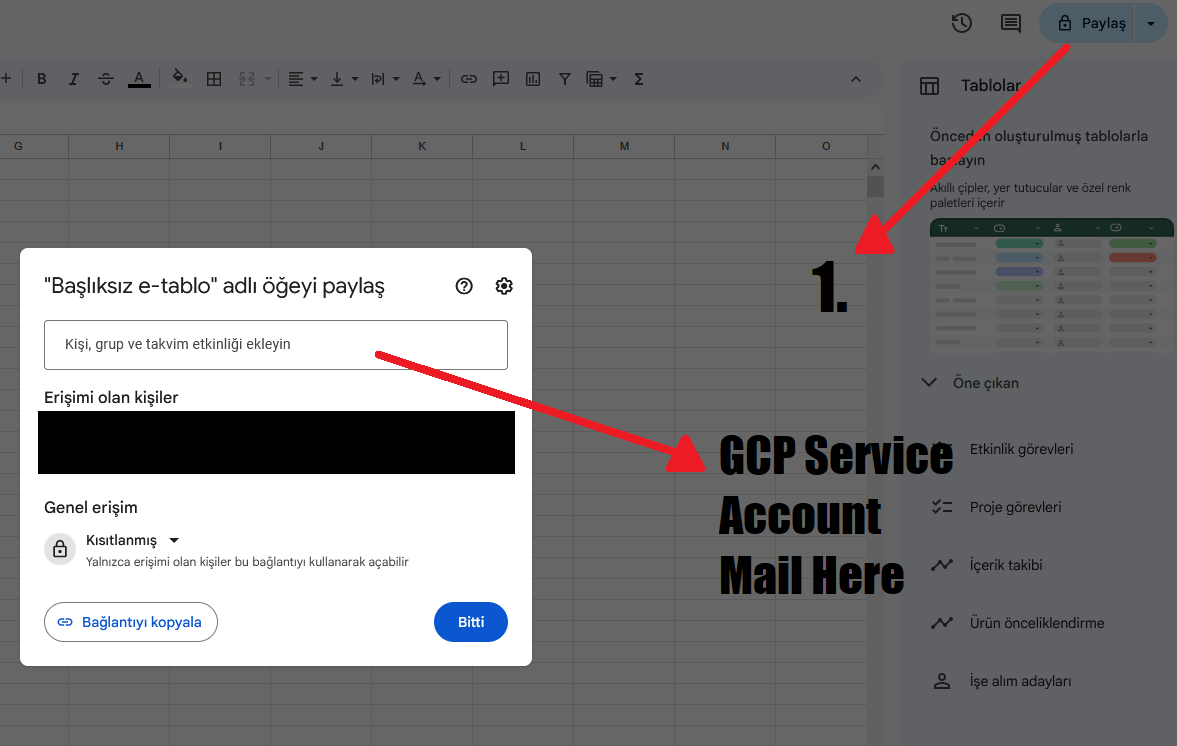 Paylaş
B I A A Σ
Tablolar
G H I J K L M N O
Önceden oluşturulmuş tablolarla
başlayın
Akıllı çipler, yer tutucular ve özel renk
paletleri içerir
Tт
"Başlıksız e-tablo" adlı öğeyi paylaş
1.
Kişi, grup ve takvim etkinliği ekleyin
Öne çıkan
Erişimi olan kişiler
GCP Service
Account
Mail Here
Etkinlik görevleri
Genel erişim
Proje görevleri
Kısıtlanmış
Yalnızca erişimi olan kişiler bu bağlantıyı kullanarak açabilir
İçerik takibi
Bağlantıyı kopyala
Bitti
Ürün önceliklendirme
İşe alım adayları